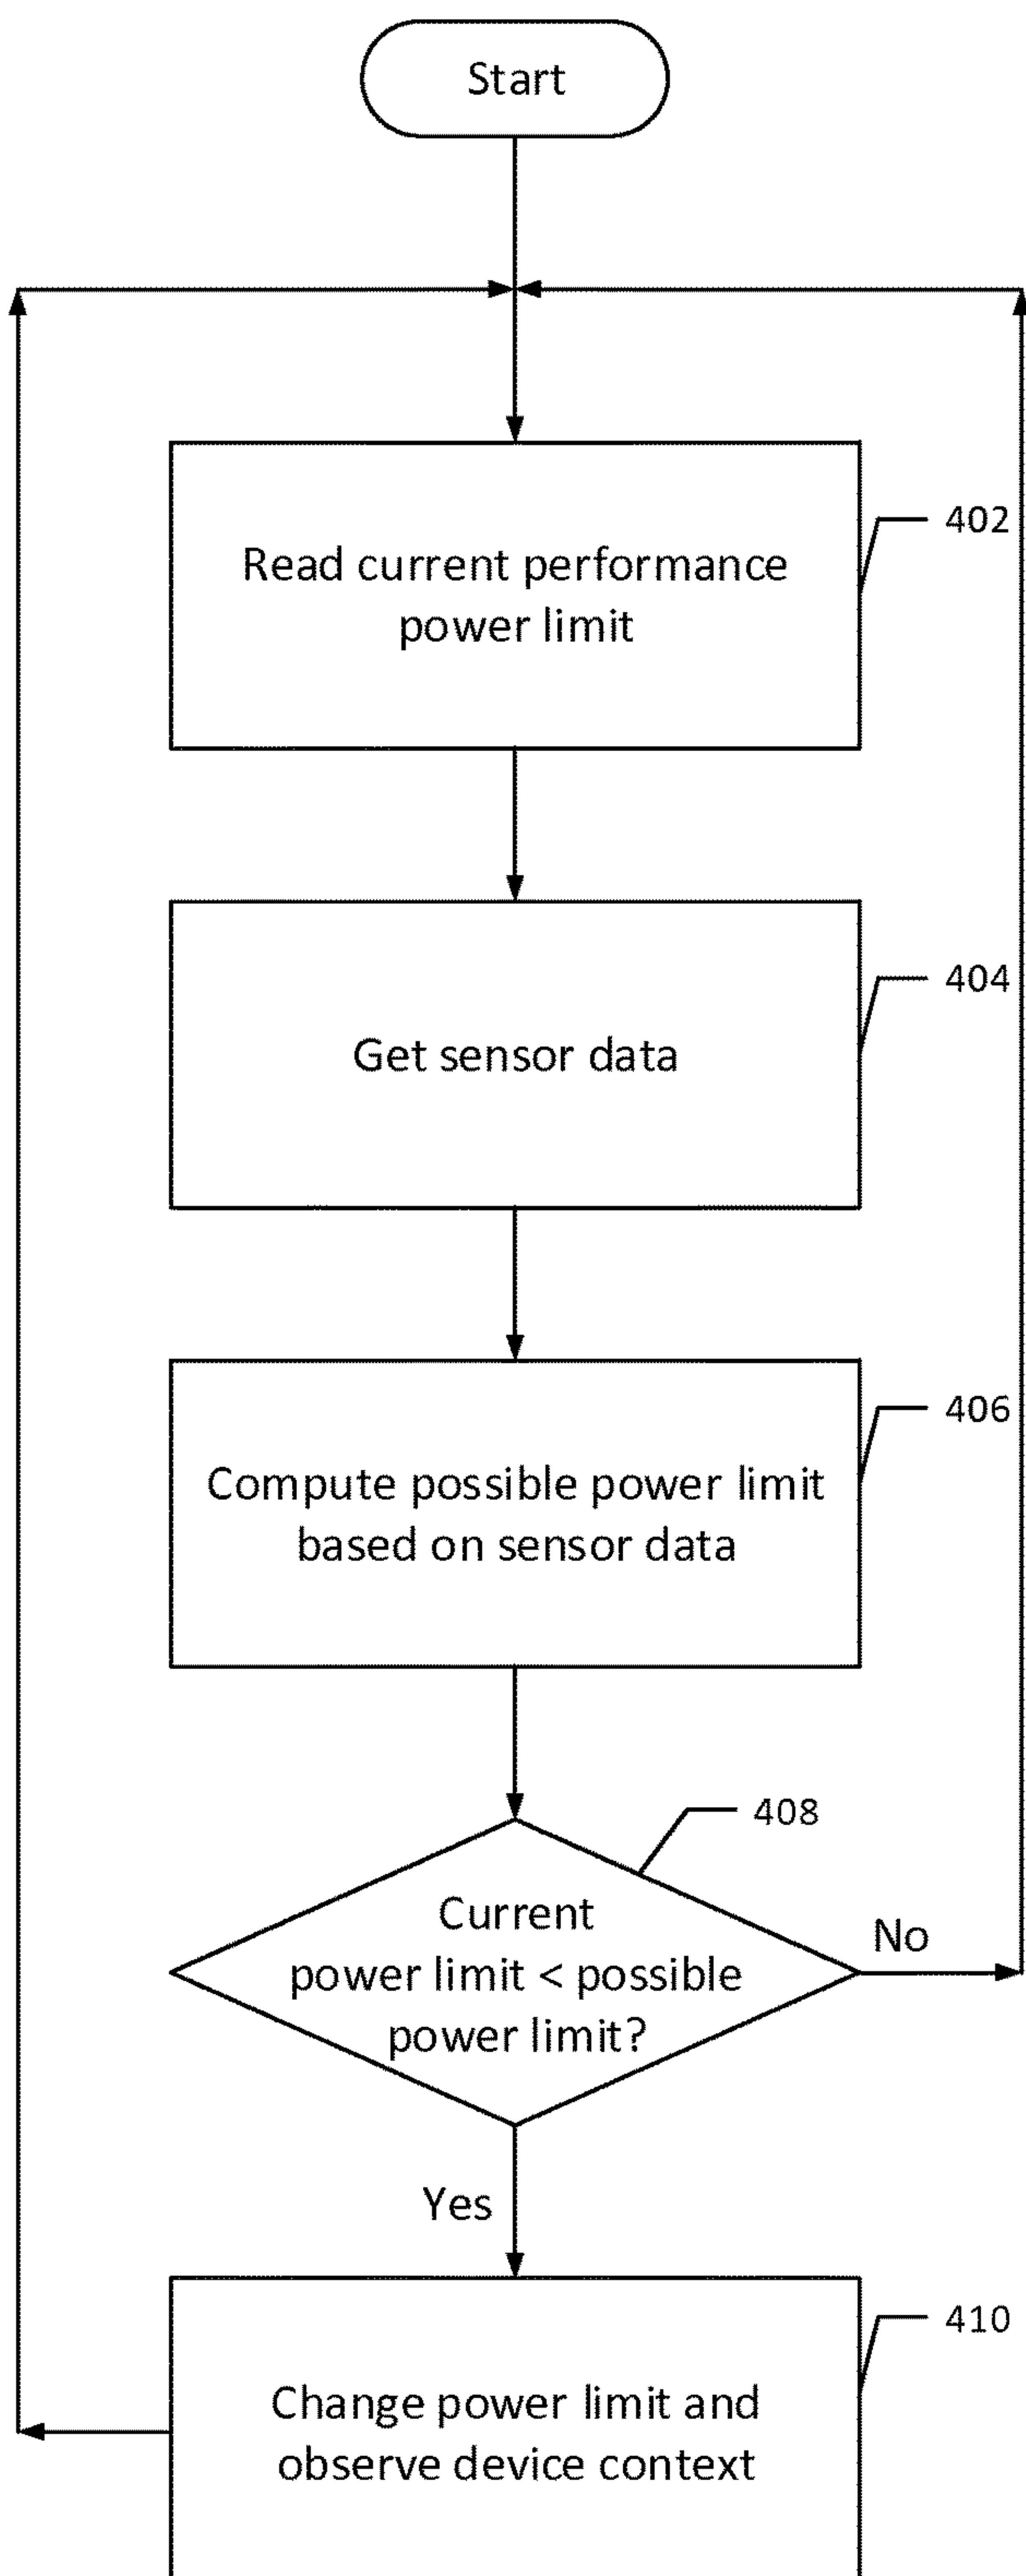 Start
Read current performance
power limit
402
Get sensor data
404
Compute possible power limit
based on sensor data
406
408
Current
power limit < possible
power limit?
No
Yes
Change power limit and
observe device context
410